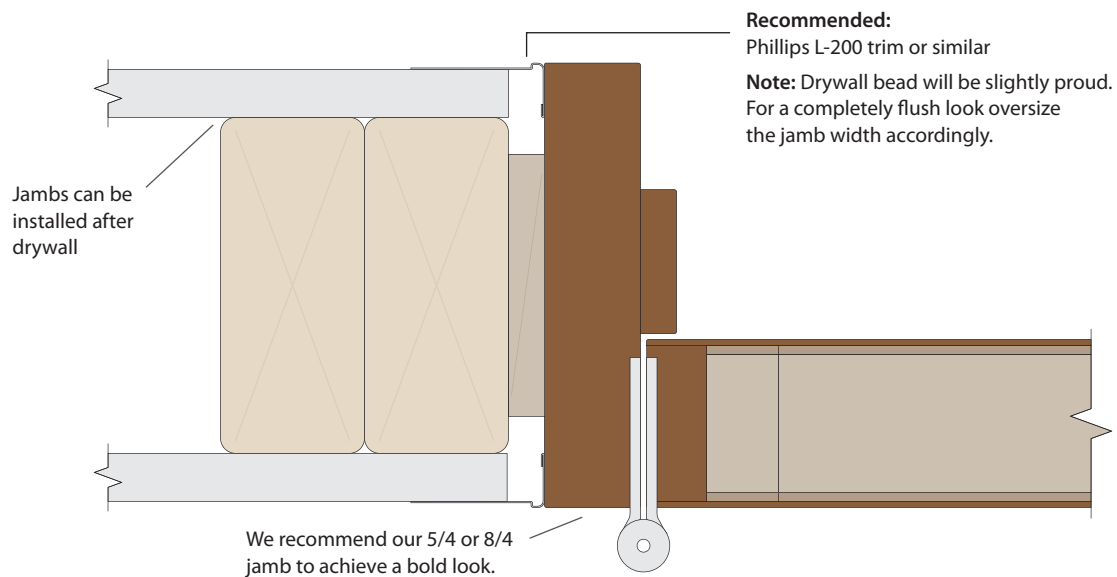 Recommended:
Phillips L-200 trim or similar
Note: Drywall bead will be slightly proud.
For a completely flush look oversize
the jamb width accordingly.
Jambs can be
installed after
drywall
We recommend our 5/4 or 8/4
jamb to achieve a bold look.